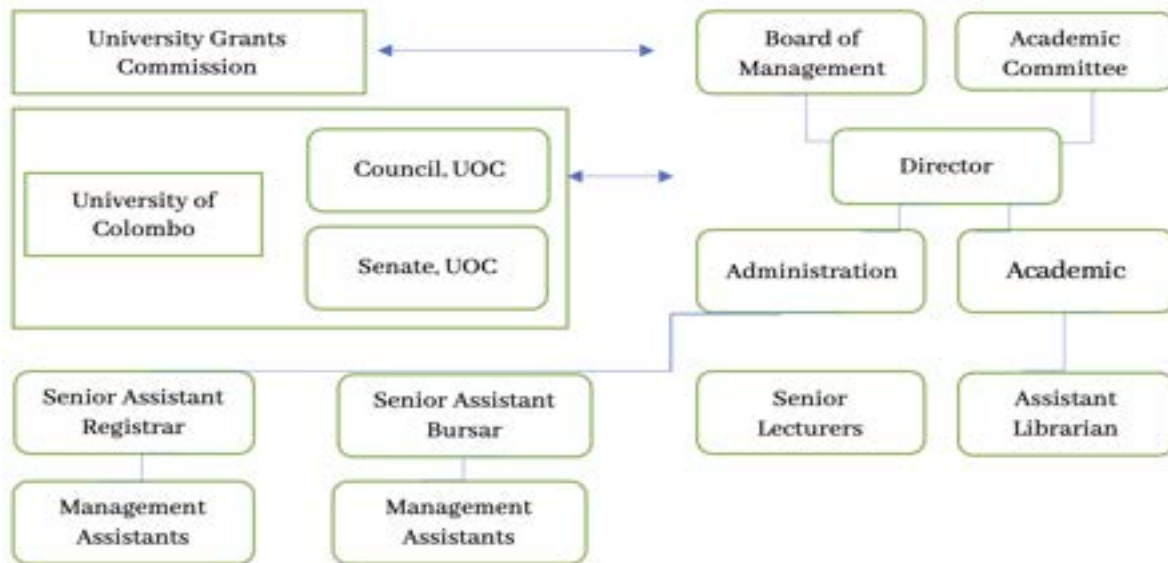 University Grants
Commission
Board of
Management
Academic
Committee
Director
University of
Colombo
Council, UOC
Senate, UOC
Administration
Academic
Senior Assistant
Registrar
Senior Assistant
Bursar
Senior
Lecturers
Assistant
Librarian
Management
Assistants
Management
Assistants